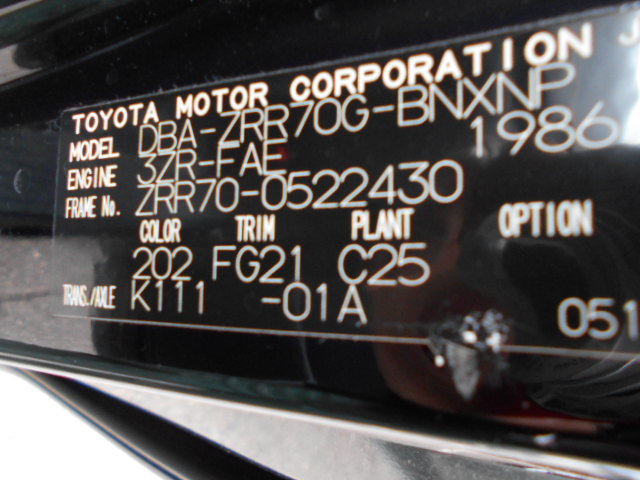 TOYOTA MOTOR CORPORATION J
MODEL DBA-ZRR70G-BNXNP
ENGINE 3ZR-FAE 1986
FRAME No. ZRR70-0522430
COLOR TRIM PLANT OPTION
202 FG21 C25
TRANS./AXLE K111 -01A
051